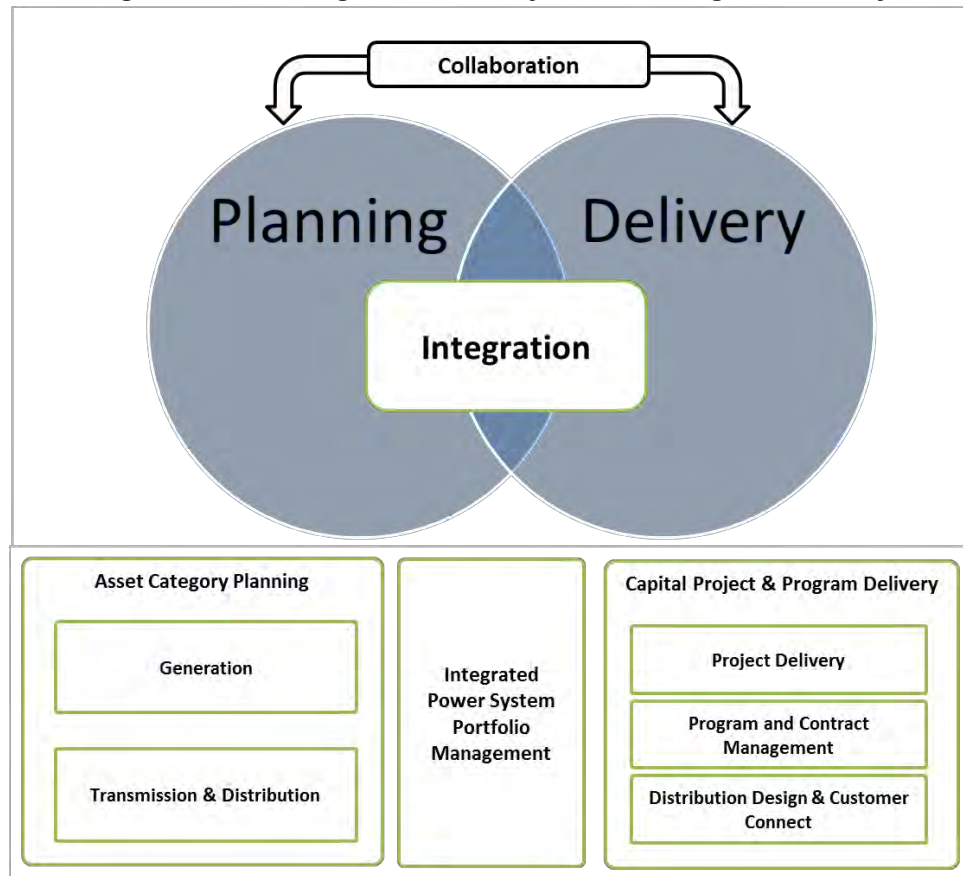 Collaboration
Planning
Delivery
Integration
Asset Category Planning
Generation
Transmission & Distribution
Integrated
Power System
Portfolio
Management
Capital Project & Program Delivery
Project Delivery
Program and Contract
Management
Distribution Design & Customer
Connect